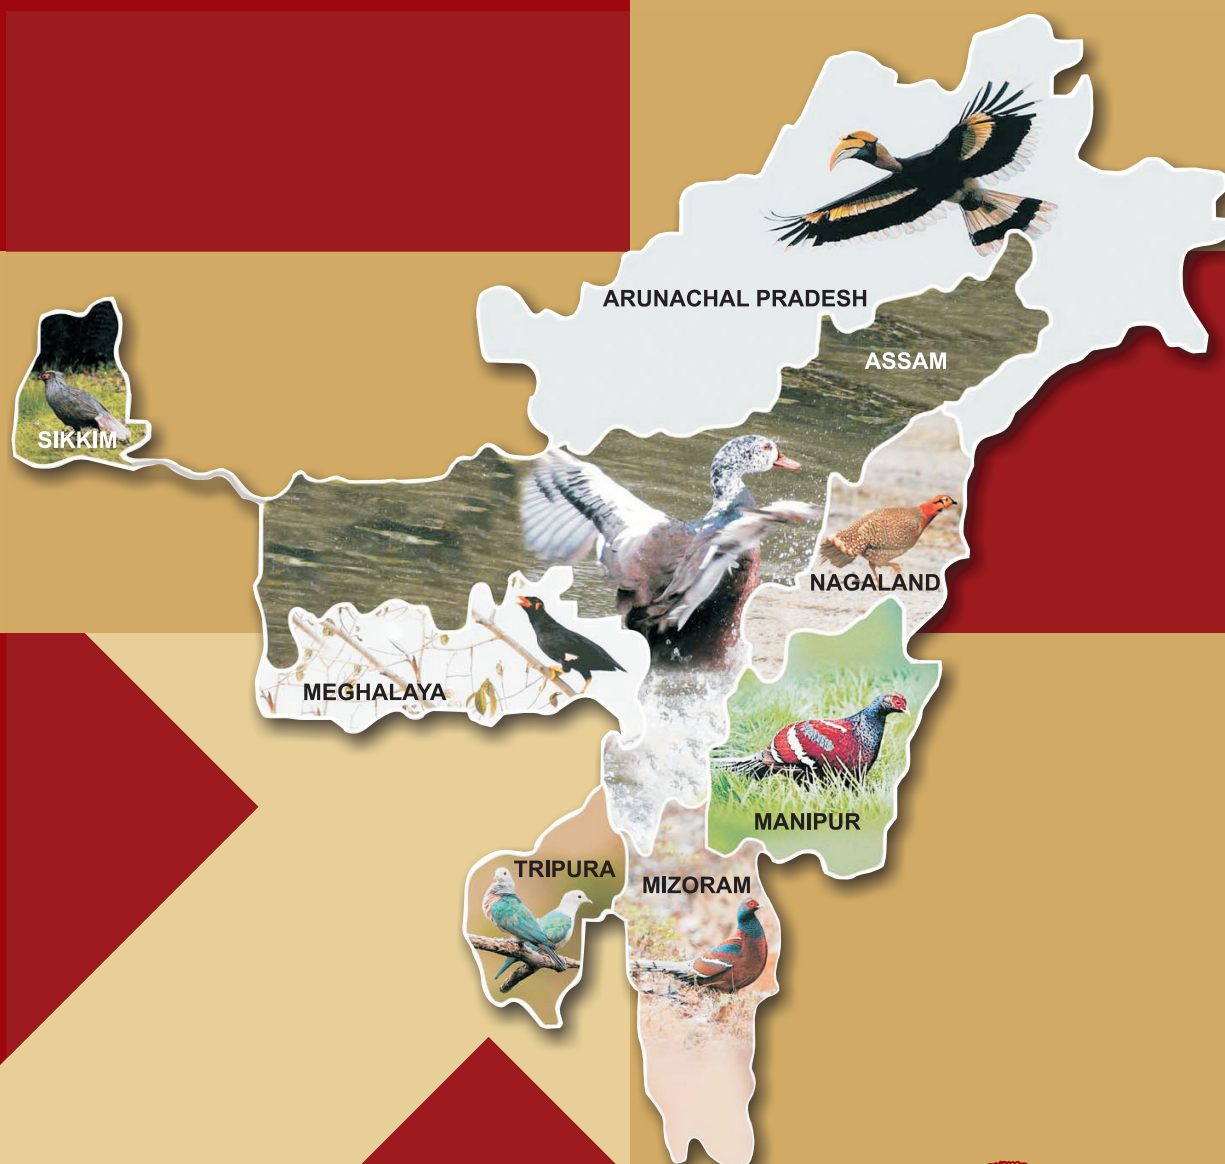 ARUNACHAL PRADESH
ASSAM
SIKKIM
NAGALAND
MEGHALAYA
MANIPUR
TRIPURA
MIZORAM